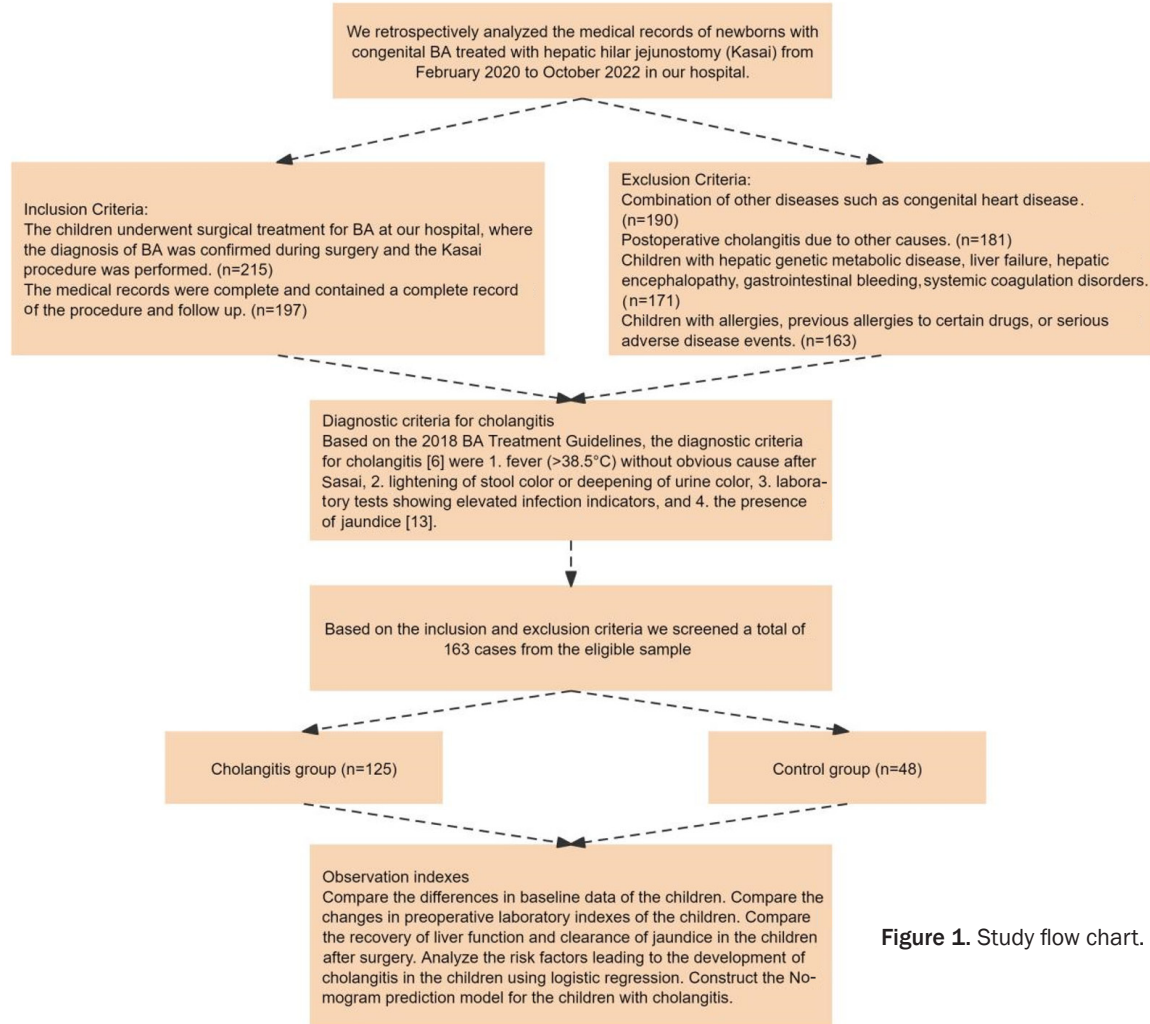 We retrospectively analyzed the medical records of newborns with
congenital BA treated with hepatic hilar jejunostomy (Kasai) from
February 2020 to October 2022 in our hospital.
Inclusion Criteria:
The children underwent surgical treatment for BA at our hospital, where
the diagnosis of BA was confirmed during surgery and the Kasai
procedure was performed. (n=215)
The medical records were complete and contained a complete record
of the procedure and follow up. (n=197)
Exclusion Criteria:
Combination of other diseases such as congenital heart disease.
(n=190)
Postoperative cholangitis due to other causes. (n=181)
Children with hepatic genetic metabolic disease, liver failure, hepatic
encephalopathy, gastrointestinal bleeding, systemic coagulation disorders.
(n=171)
Children with allergies, previous allergies to certain drugs, or serious
adverse disease events. (n=163)
Diagnostic criteria for cholangitis
Based on the 2018 BA Treatment Guidelines, the diagnostic criteria
for cholangitis [6] were 1. fever (>38.5°C) without obvious cause after
Sasai, 2. lightening of stool color or deepening of urine color, 3. labora-
tory tests showing elevated infection indicators, and 4. the presence
of jaundice [13].
Based on the inclusion and exclusion criteria we screened a total of
163 cases from the eligible sample
Cholangitis group (n=125)
Control group (n=48)
Observation indexes
Compare the differences in baseline data of the children. Compare the
changes in preoperative laboratory indexes of the children. Compare
the recovery of liver function and clearance of jaundice in the children
after surgery. Analyze the risk factors leading to the development of
cholangitis in the children using logistic regression. Construct the No-
mogram prediction model for the children with cholangitis.
Figure 1. Study flow chart.